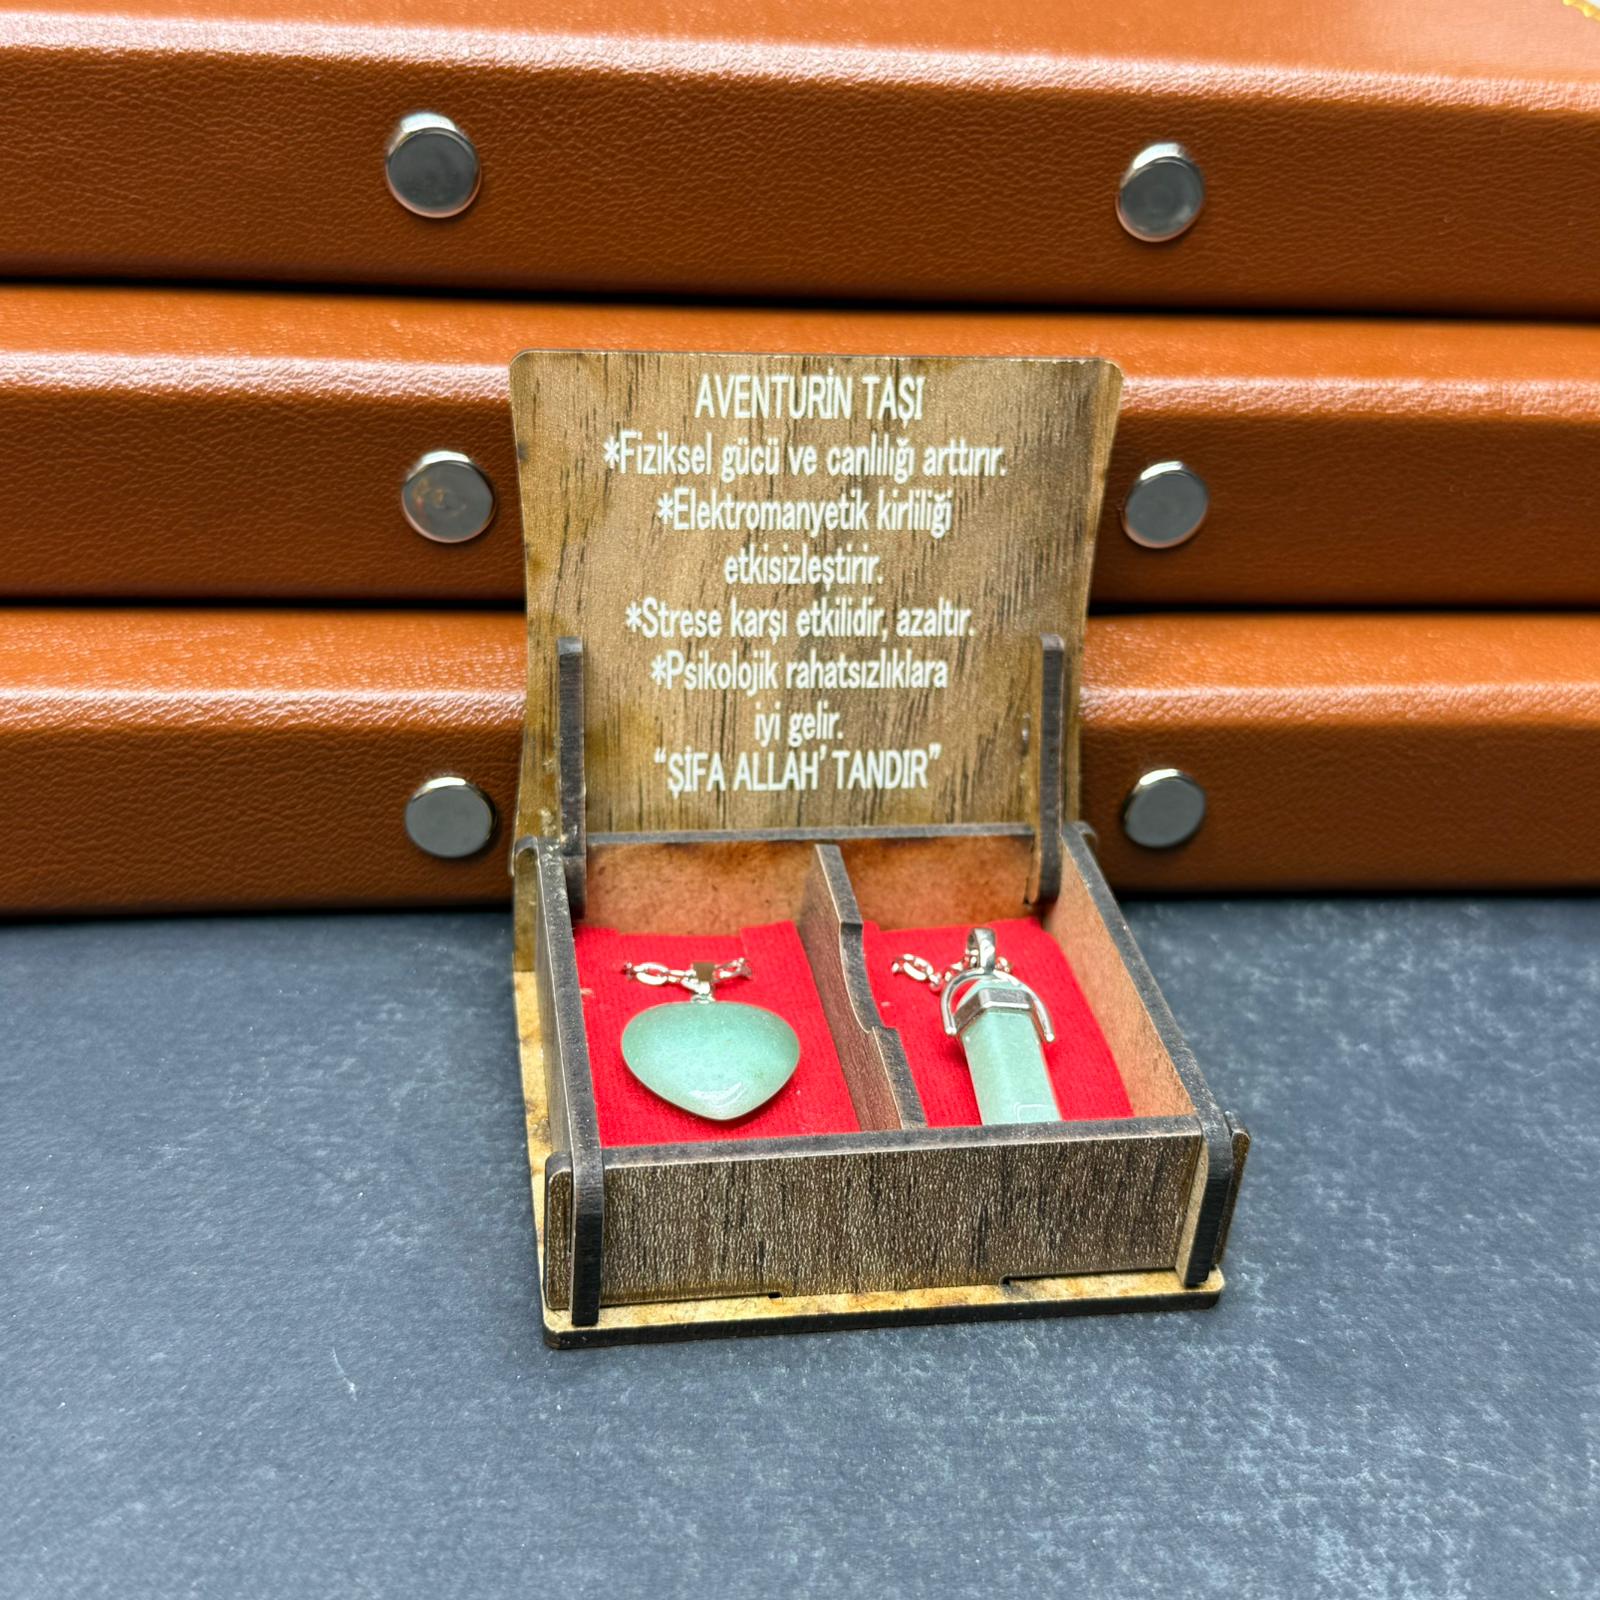 AVENTURİN TAŞI
*Fiziksel gücü ve canlılığı arttırır.
*Elektromanyetik kirliliği
etkisizleştirir.
*Strese karşı etkilidir, azaltır.
*Psikolojik rahatsızlıklara
iyi gelir.
“ŞİFA ALLAH’TANDIR”